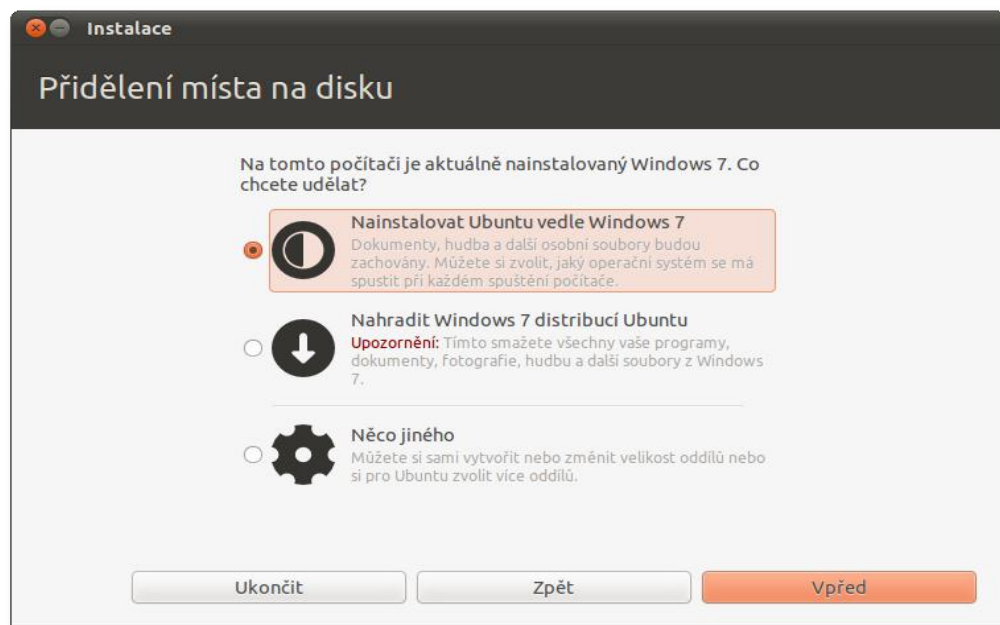 Instalace
Přidělení místa na disku
Na tomto počítači je aktuálně nainstalovaný Windows 7. Co
chcete udělat?
Nainstalovat Ubuntu vedle Windows 7
Dokumenty, hudba a další osobní soubory budou
zachovány. Můžete si zvolit, jaký operační systém se má
spustit při každém spuštění počítače.
Nahradit Windows 7 distribucí Ubuntu
Upozornění: Tímto smažete všechny vaše programy,
dokumenty, fotografie, hudbu a další soubory z Windows
7.
Něco jiného
Můžete si sami vytvořit nebo změnit velikost oddílů nebo
si pro Ubuntu zvolit více oddílů.
Ukončit
Zpět
Vpřed